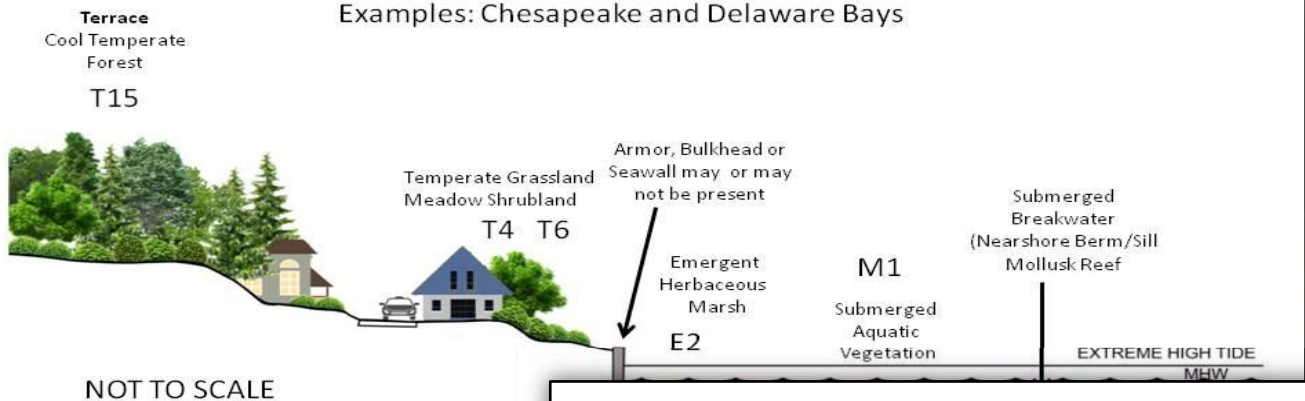 Examples: Chesapeake and Delaware Bays
Terrace
Cool Temperate
Forest
T15
Temperate Grassland
Meadow Shrubland
T4 T6
Armor, Bulkhead or
Seawall may or may
not be present
Emergent
Herbaceous
Marsh
E2
M1
Submerged
Aquatic
Vegetation
Submerged
Breakwater
(Nearshore Berm/Sill
Mollusk Reef
EXTREME HIGH TIDE
MHW
NOT TO SCALE